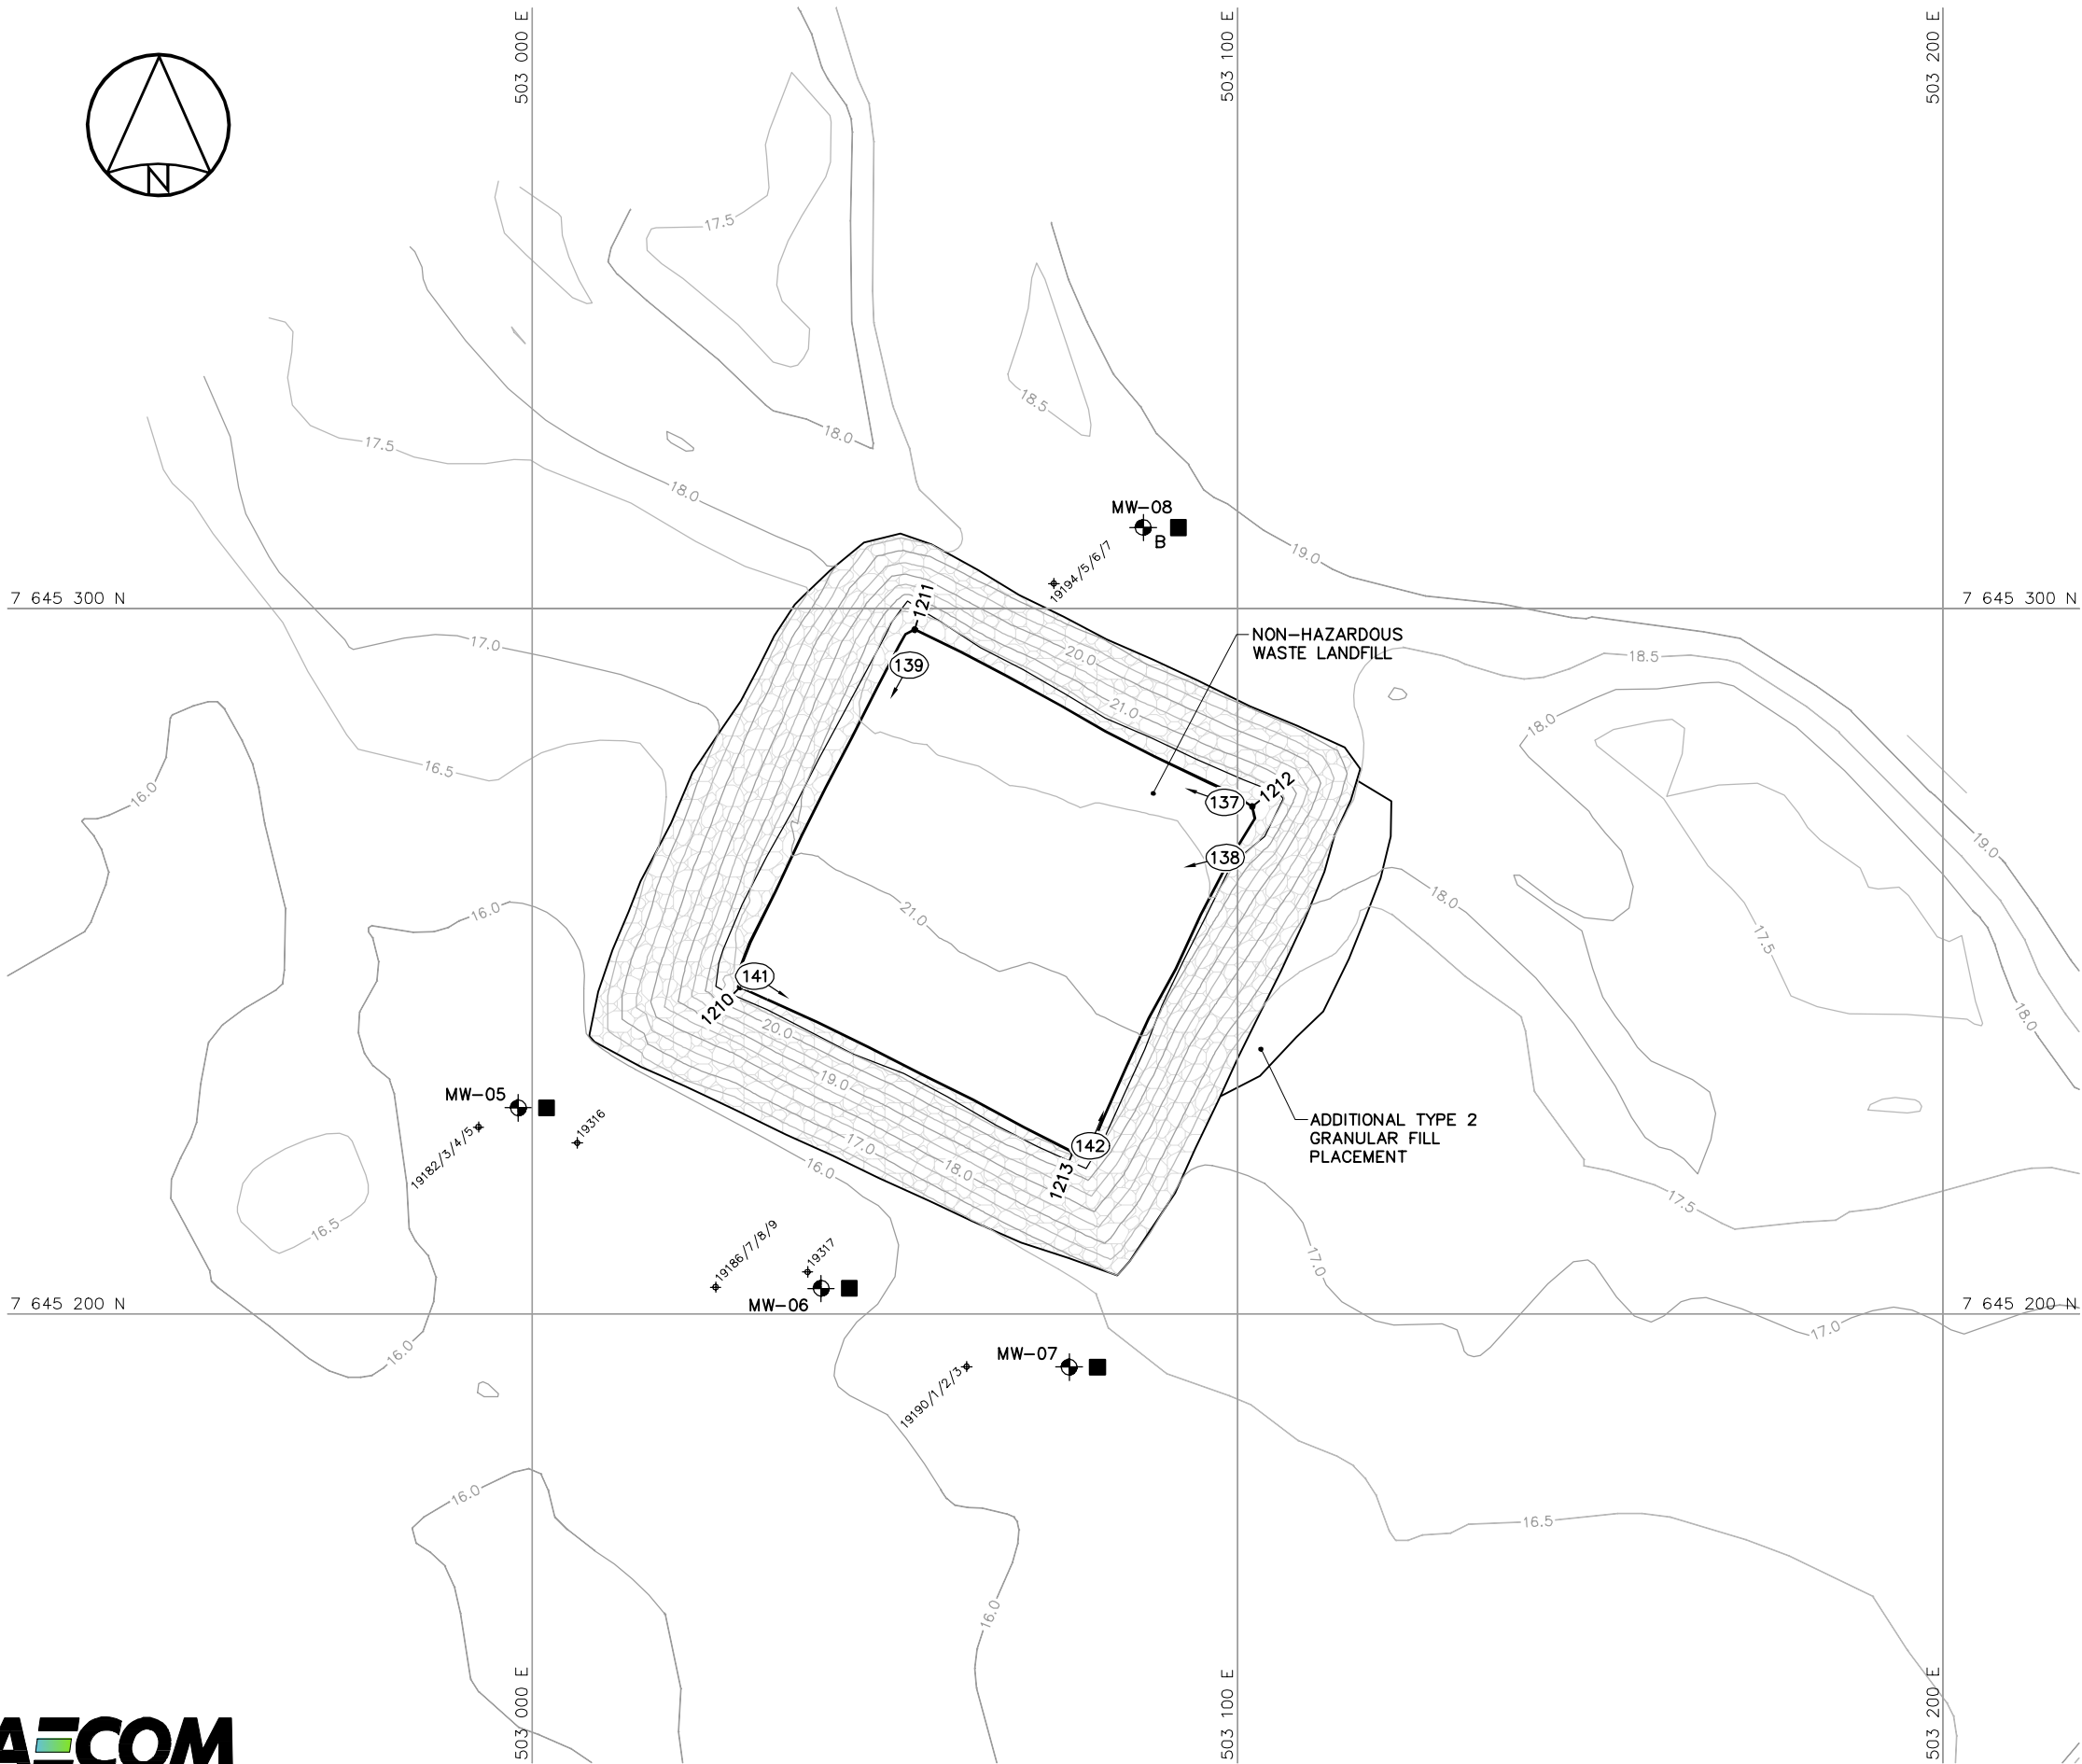 503 000 E
503 100 E
503 200 E
N
17.5
18.5
17.5
18.0
18.0
MW-08
B
19194/5/6/7
19.0
7 645 300 N
7 645 300 N
1211
NON-HAZARDOUS
WASTE LANDFILL
17.0
20.0
18.5
139
21.0
18.0
16.5
16.0
1212
137
19.0
138
18.0
16.0
21.0
17.5
141
1210
20.0
18.0
19.0
MW-05
19316
19182/3/4/5
ADDITIONAL TYPE 2
GRANULAR FILL
PLACEMENT
142
1213
17.0
16.0
18.0
17.5
16.5
19186/7/8/9
19317
17.0
MW-06
7 645 200 N
7 645 200 N
17.0
16.0
MW-07
19190/1/2/3
16.0
16.5
16.0
503 000 E
503 100 E
503 200 E
AECOM